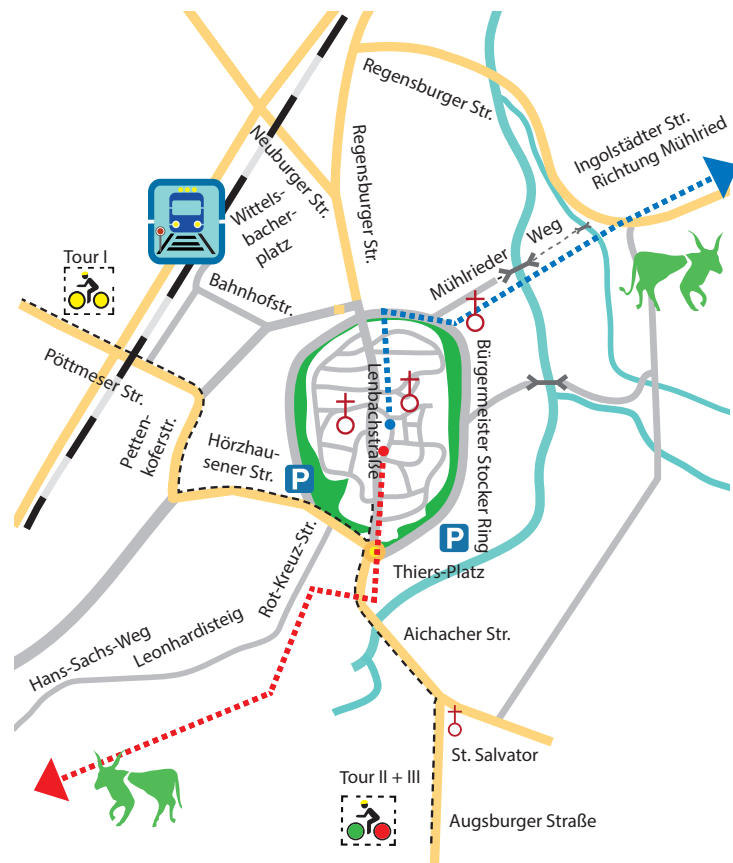 Regensburger Str.
Ingolstädter Str.
Richtung Mühlried
Neuburger Str.
Regensburger Str.
Wittels-
bacher-
platz
Mühlrieder Weg
Tour I
Bahnhofstr.
Pöttmeser Str.
Petten-
koferstr.
Hörzhau-
sener Str.
Lenbachstraße
Bürgermeister Stocker Ring
P
P
Thiers-Platz
Rot-Kreuz-Str.
Aichacher Str.
Leonhardisteig
Hans-Sachs-Weg
St. Salvator
Tour II + III
Augsburger Straße